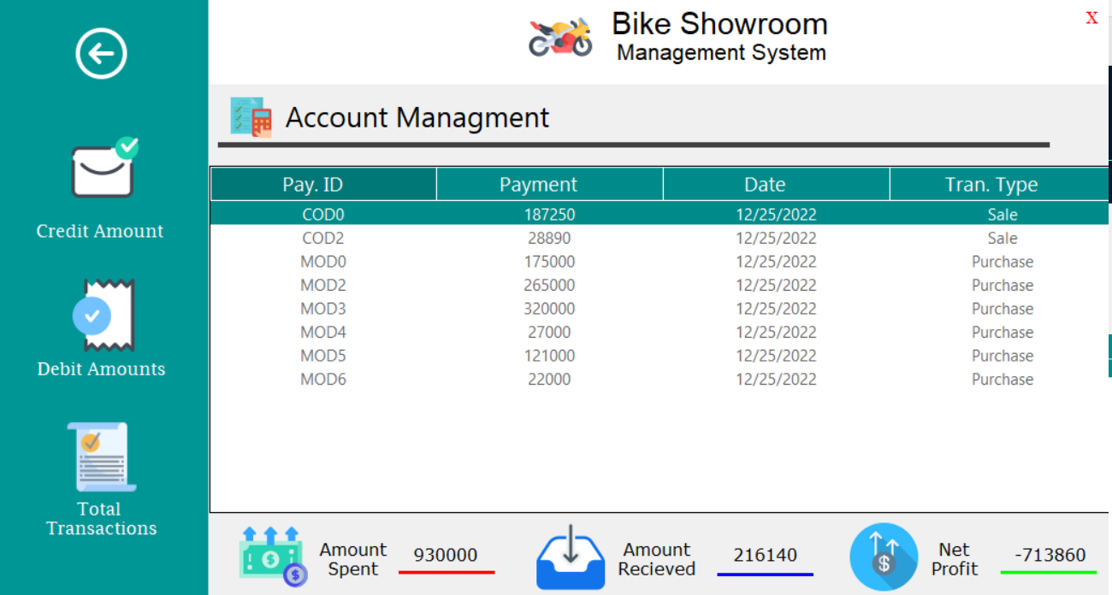 Bike Showroom
Management System
X
Account Managment
Credit Amount
Debit Amounts
Total
Transactions
Pay. ID Payment Date Tran. Type
COD0 187250 12/25/2022 Sale
COD2 28890 12/25/2022 Sale
MOD0 175000 12/25/2022 Purchase
MOD2 265000 12/25/2022 Purchase
MOD3 320000 12/25/2022 Purchase
MOD4 27000 12/25/2022 Purchase
MOD5 121000 12/25/2022 Purchase
MOD6 22000 12/25/2022 Purchase
Amount
Spent
930000
Amount
Recieved
216140
Net
Profit
-713860